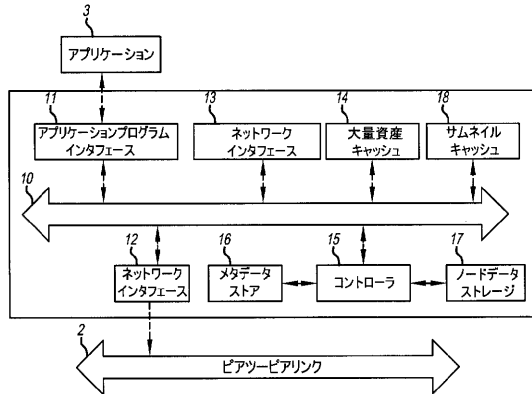 3
アプリケーション
11
アプリケーションプログラム
インタフェース
13
ネットワーク
インタフェース
14
大量資産
キャッシュ
18
サムネイル
キャッシュ
10
12
ネットワーク
インタフェース
16
メタデータ
ストア
15
コントローラ
17
ノードデータ
ストレージ
2
ピアツーピアリンク